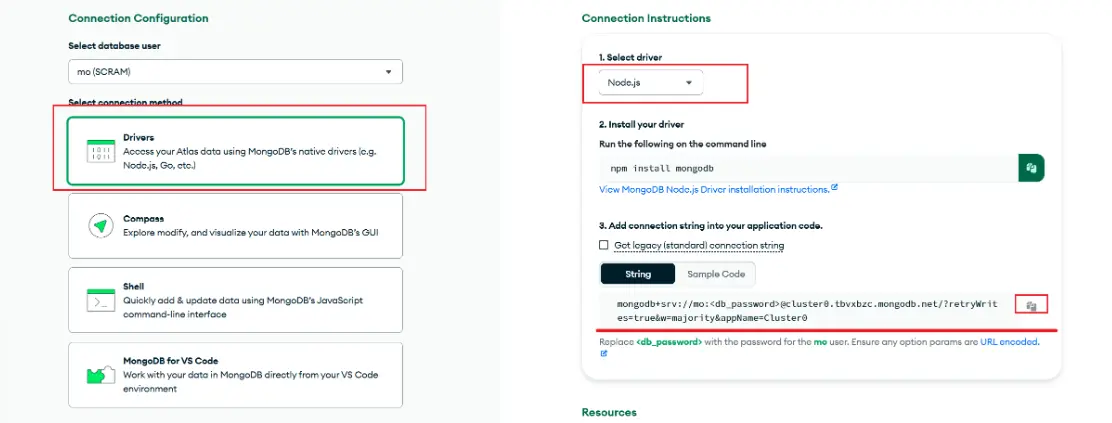 Connection Configuration
Select database user
mo (SCRAM)
Select connection method
Drivers
Access your Atlas data using MongoDB's native drivers (e.g.
Node.js, Go, etc.)
Compass
Explore modify, and visualize your data with MongoDB's GUI
Shell
Quickly add & update data using MongoDB's JavaScript
command-line interface
MongoDB for VS Code
Work with your data in MongoDB directly from your VS Code
environment
Connection Instructions
1. Select driver
Node.js
2. Install your driver
Run the following on the command line
npm install mongodb
View MongoDB Node.js Driver installation instructions.
3. Add connection string into your application code.
Get legacy (standard) connection string
String
Sample Code
mongodb+srv://mo:<db_password>@cluster0.tbvxbzc.mongodb.net/?retryWrit
es=true&w=majority&appName=Cluster0
Replace <db_password> with the password for the mo user. Ensure any option params are URL encoded.
Resources